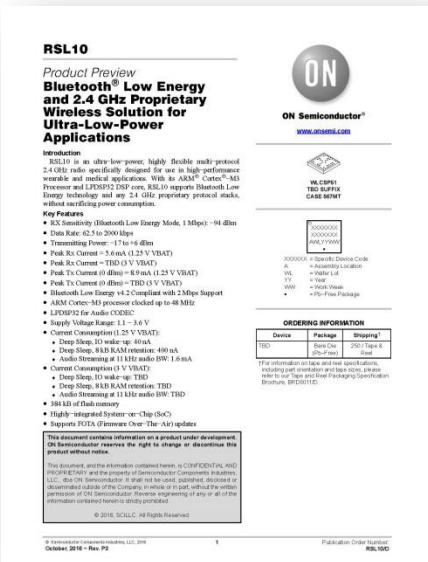 RSL10
Product Preview
Bluetooth® Low Energy
and 2.4 GHz Proprietary
Wireless Solution for
Ultra-Low-Power
Applications
Introduction
RSL10 is an ultra-low-power, highly flexible multi-protocol
2.4 GHz radio specifically designed for use in high-performance
wearable and medical applications. With its ARM® Cortex®-M3
Processor and LPDSP32 DSP core, RSL10 supports Bluetooth Low
Energy technology and any 2.4 GHz proprietary protocol stacks,
without sacrificing power consumption.
Key Features
• RX Sensitivity (Bluetooth Low Energy Mode, 1 Mbps): -94 dBm
• Data Rate: 62.5 to 2000 kbps
• Transmitting Power: -17 to +6 dBm
• Peak Rx Current = 5.6 mA (1.25 V VBAT)
• Peak Rx Current = TBD (3 V VBAT)
• Peak Tx Current (0 dBm) = 8.9 mA (1.25 V VBAT)
• Peak Tx Current (0 dBm) = TBD (3 V VBAT)
• Bluetooth Low Energy v4.2 Compliant with 2 Mbps Support
• ARM Cortex-M3 processor clocked up to 48 MHz
• LPDSP32 for Audio CODEC
• Supply Voltage Range: 1.1 - 3.6 V
• Current Consumption (1.25 V VBAT):
• Deep Sleep, IO wake-up: 40 nA
• Deep Sleep, 8 kB RAM retention: 400 nA
• Audio Streaming at 11 kHz audio BW: 1.6 mA
• Current Consumption (3 V VBAT):
• Deep Sleep, IO wake-up: TBD
• Deep Sleep, 8 kB RAM retention: TBD
• Audio Streaming at 11 kHz audio BW: TBD
• 384 kB of flash memory
• Highly-integrated System-on-Chip (SoC)
• Supports FOTA (Firmware Over-The-Air) updates
This document contains information on a product under development.
ON Semiconductor reserves the right to change or discontinue this
product without notice.
This document, and the information contained herein, is CONFIDENTIAL AND
PROPRIETARY and the property of Semiconductor Components Industries,
LLC., dba ON Semiconductor. It shall not be used, published, disclosed or
disseminated outside of the Company, in whole or in part, without the written
permission of ON Semiconductor. Reverse engineering of any or all of the
information contained herein is strictly prohibited.
© 2016, SCILLC. All Rights Reserved.
ON
ON Semiconductor®
www.onsemi.com
WLCSP51
TBD SUFFIX
CASE 567MT
XXXXXXX
XXXXXXX
AWLYYWW
XXXXXX = Specific Device Code
A = Assembly Location
WL = Wafer Lot
YY = Year
WW = Work Week
• = Pb-Free Package
ORDERING INFORMATION
Device Package Shipping†
TBD Bare Die (Pb-Free) 250 / Tape & Reel
†For information on tape and reel specifications,
including part orientation and tape sizes, please
refer to our Tape and Reel Packaging Specification
Brochure, BRD8011/D.
© Semiconductor Components Industries, LLC, 2016
October, 2016 - Rev. P2
1
Publication Order Number:
RSL10/D